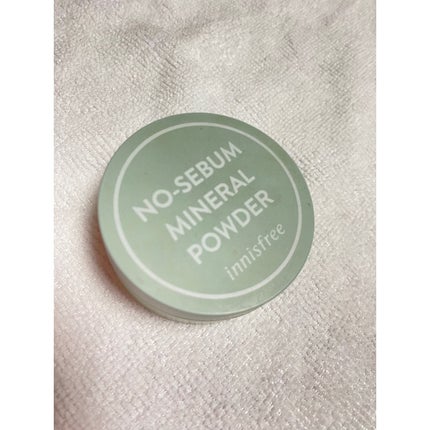 NO-SEBUM
MINERAL
POWDER
innisfree